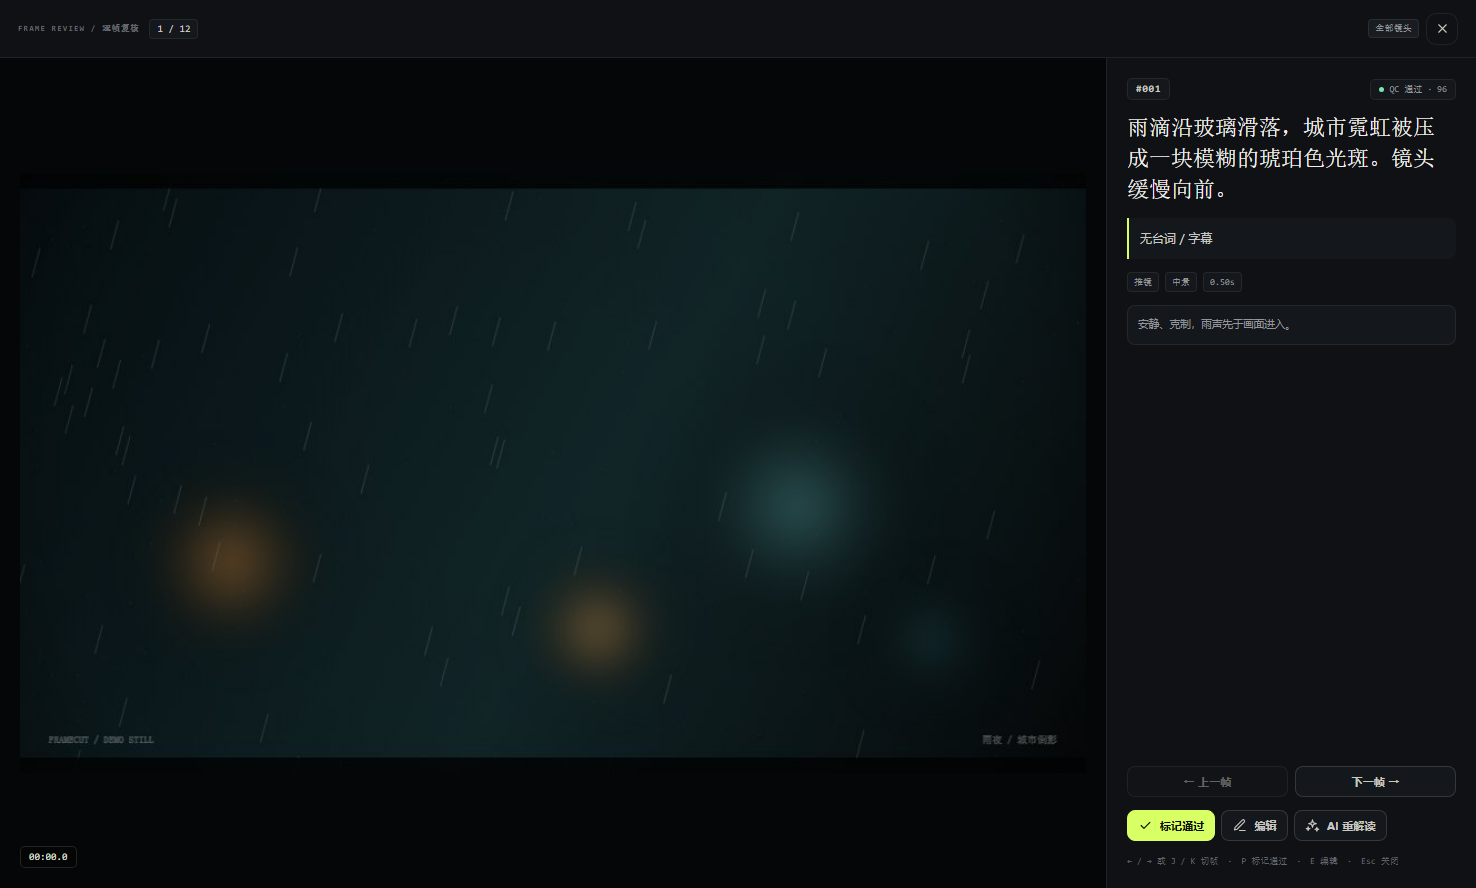 FRAME REVIEW / 逐帧复核
1 / 12
全部镜头
#001
QC 通过 · 96
雨滴沿玻璃滑落，城市霓虹被压
成一块模糊的琥珀色光斑。镜头
缓慢向前。
无台词 / 字幕
推镜
中景
0.50s
安静、克制，雨声先于画面进入。
FRAMECUT / DEMO STILL
雨夜 / 城市倒影
← 上一帧
下一帧 →
标记通过
编辑
AI 重解读
00:00.0
← / → 或 J / K 切帧 · P 标记通过 · E 编辑 · Esc 关闭